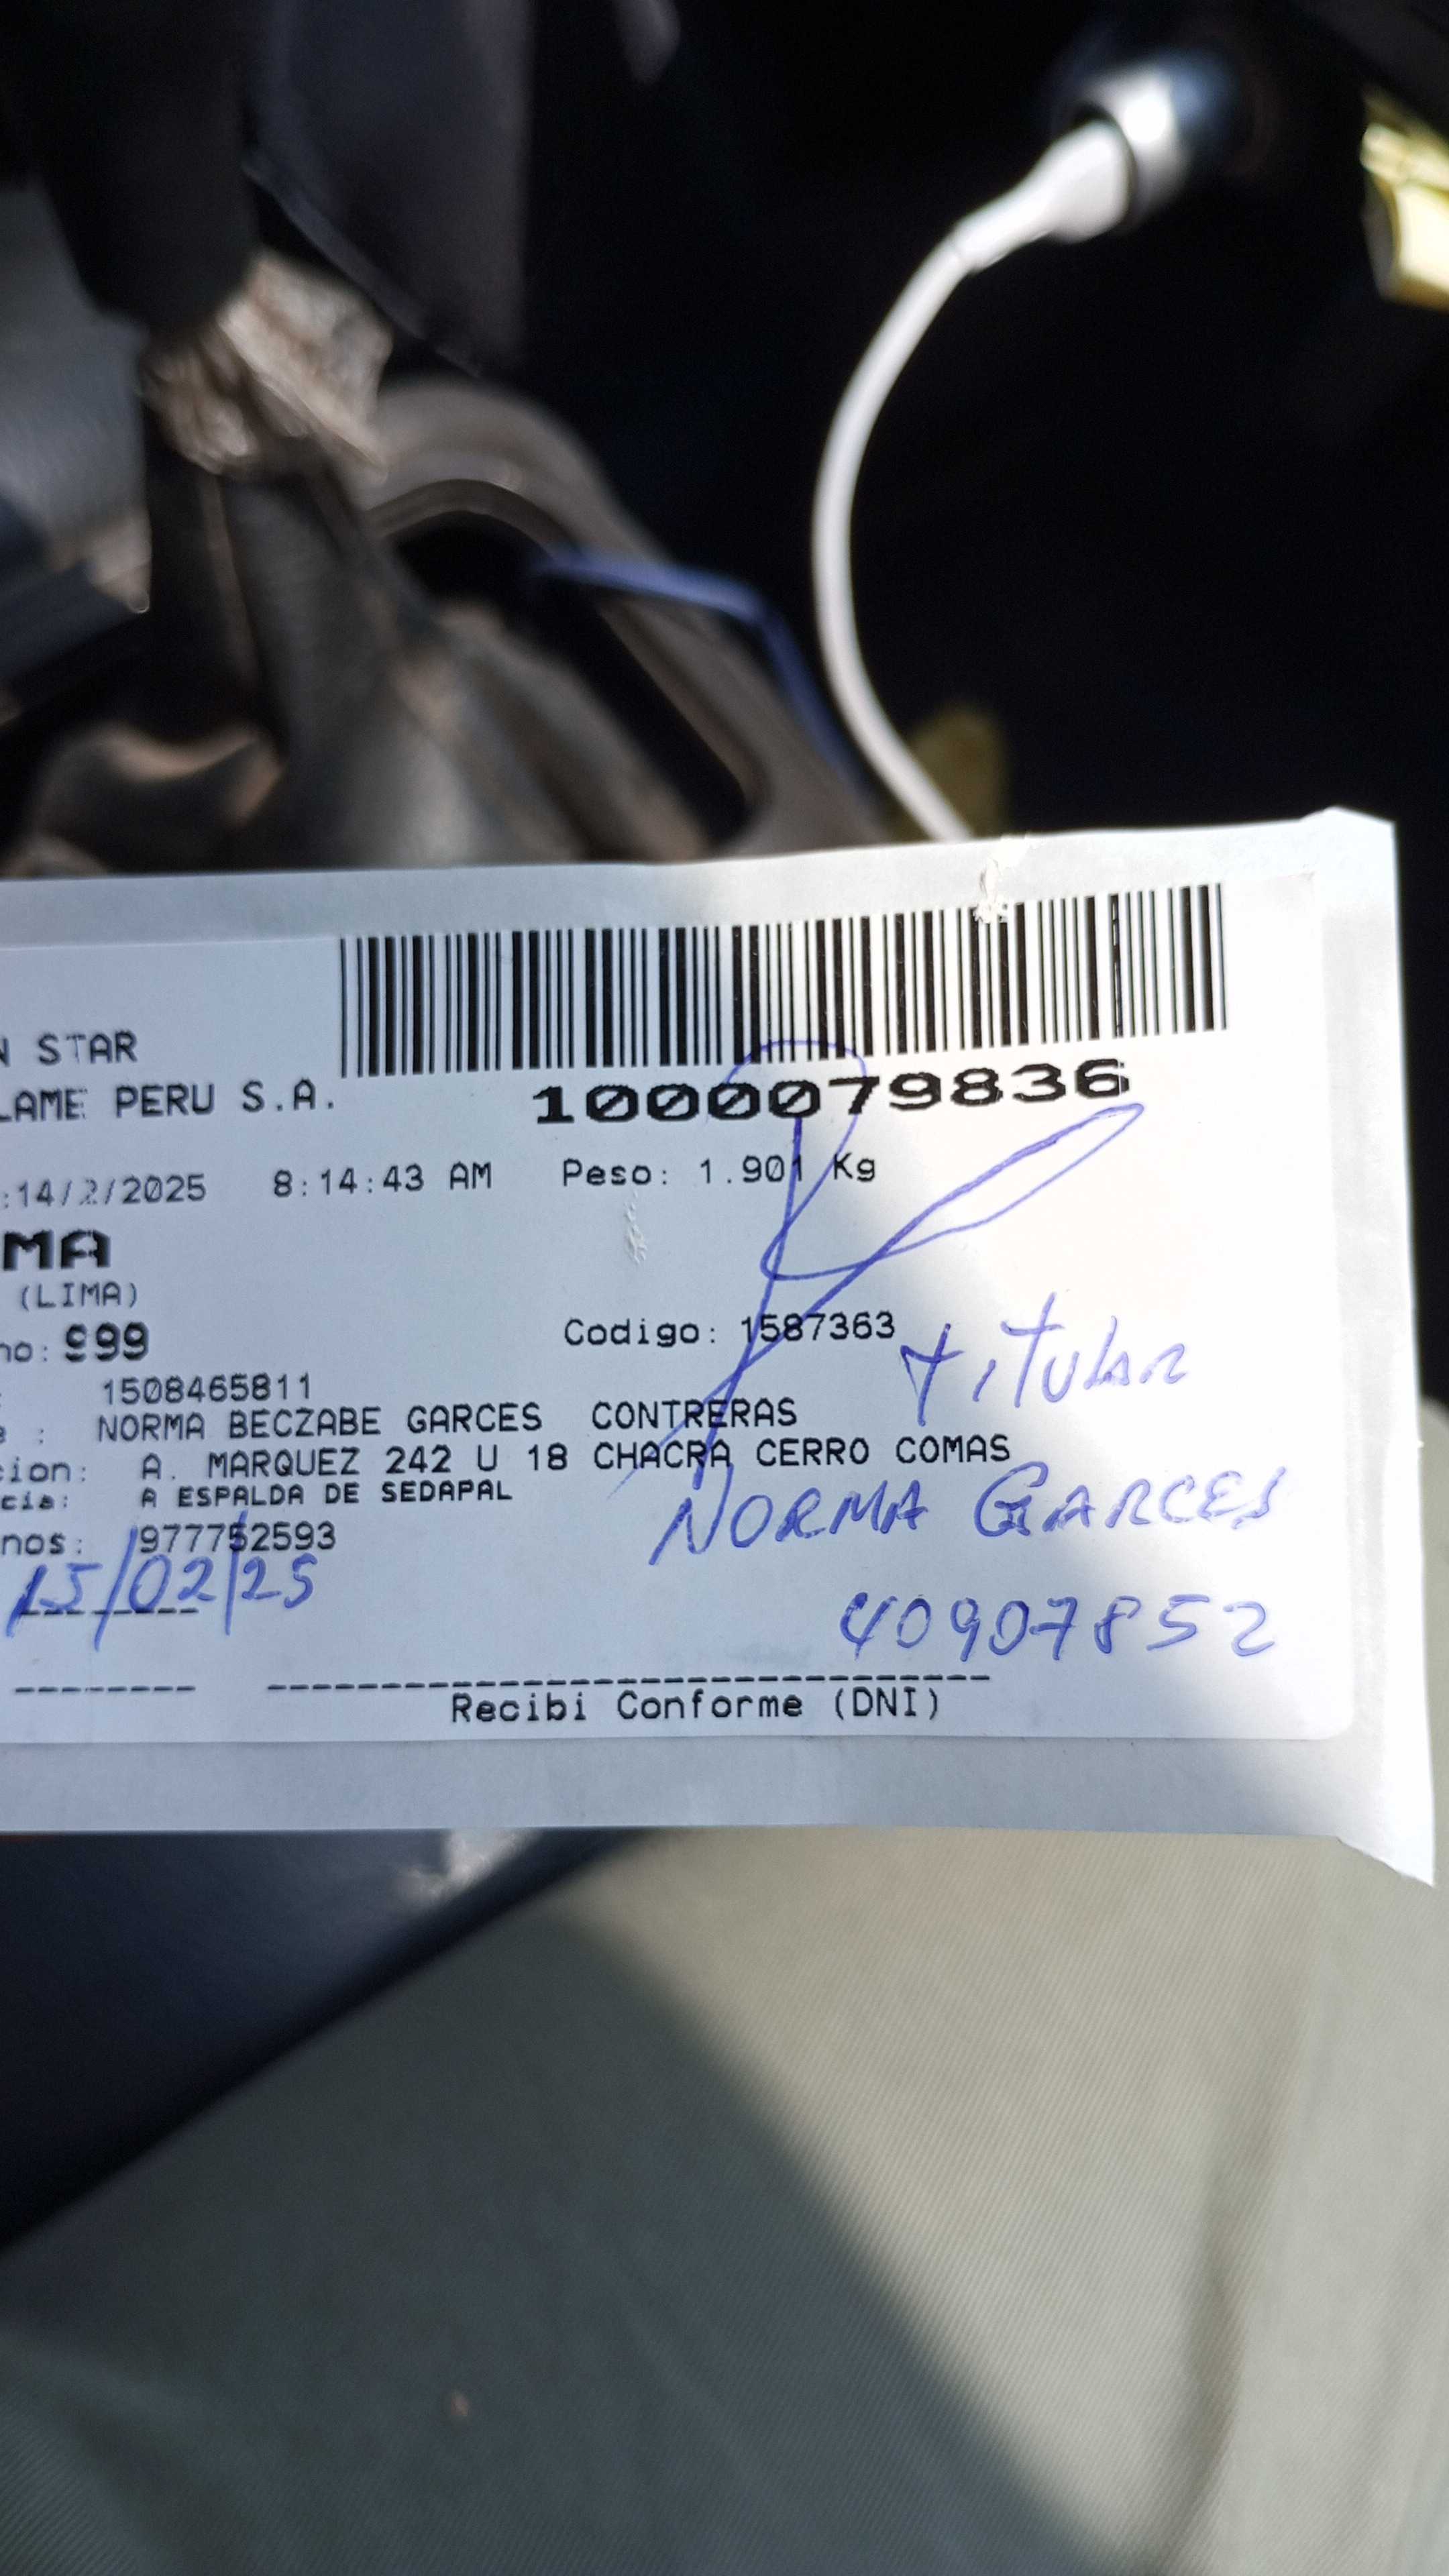 N STAR
LAME PERU S.A.
1000079836
:14/2/2025 8:14:43 AM Peso: 1.901 Kg
MA
(LIMA)
no: 999
Codigo: 1587363
titular
: 1508465811
e : NORMA BECZABE GARCES CONTRERAS
cion: A. MARQUEZ 242 U 18 CHACRA CERRO COMAS
cia: A ESPALDA DE SEDAPAL
NORMA GARCES
nos: 977752593
15/02/25
40907852
Recibi Conforme (DNI)